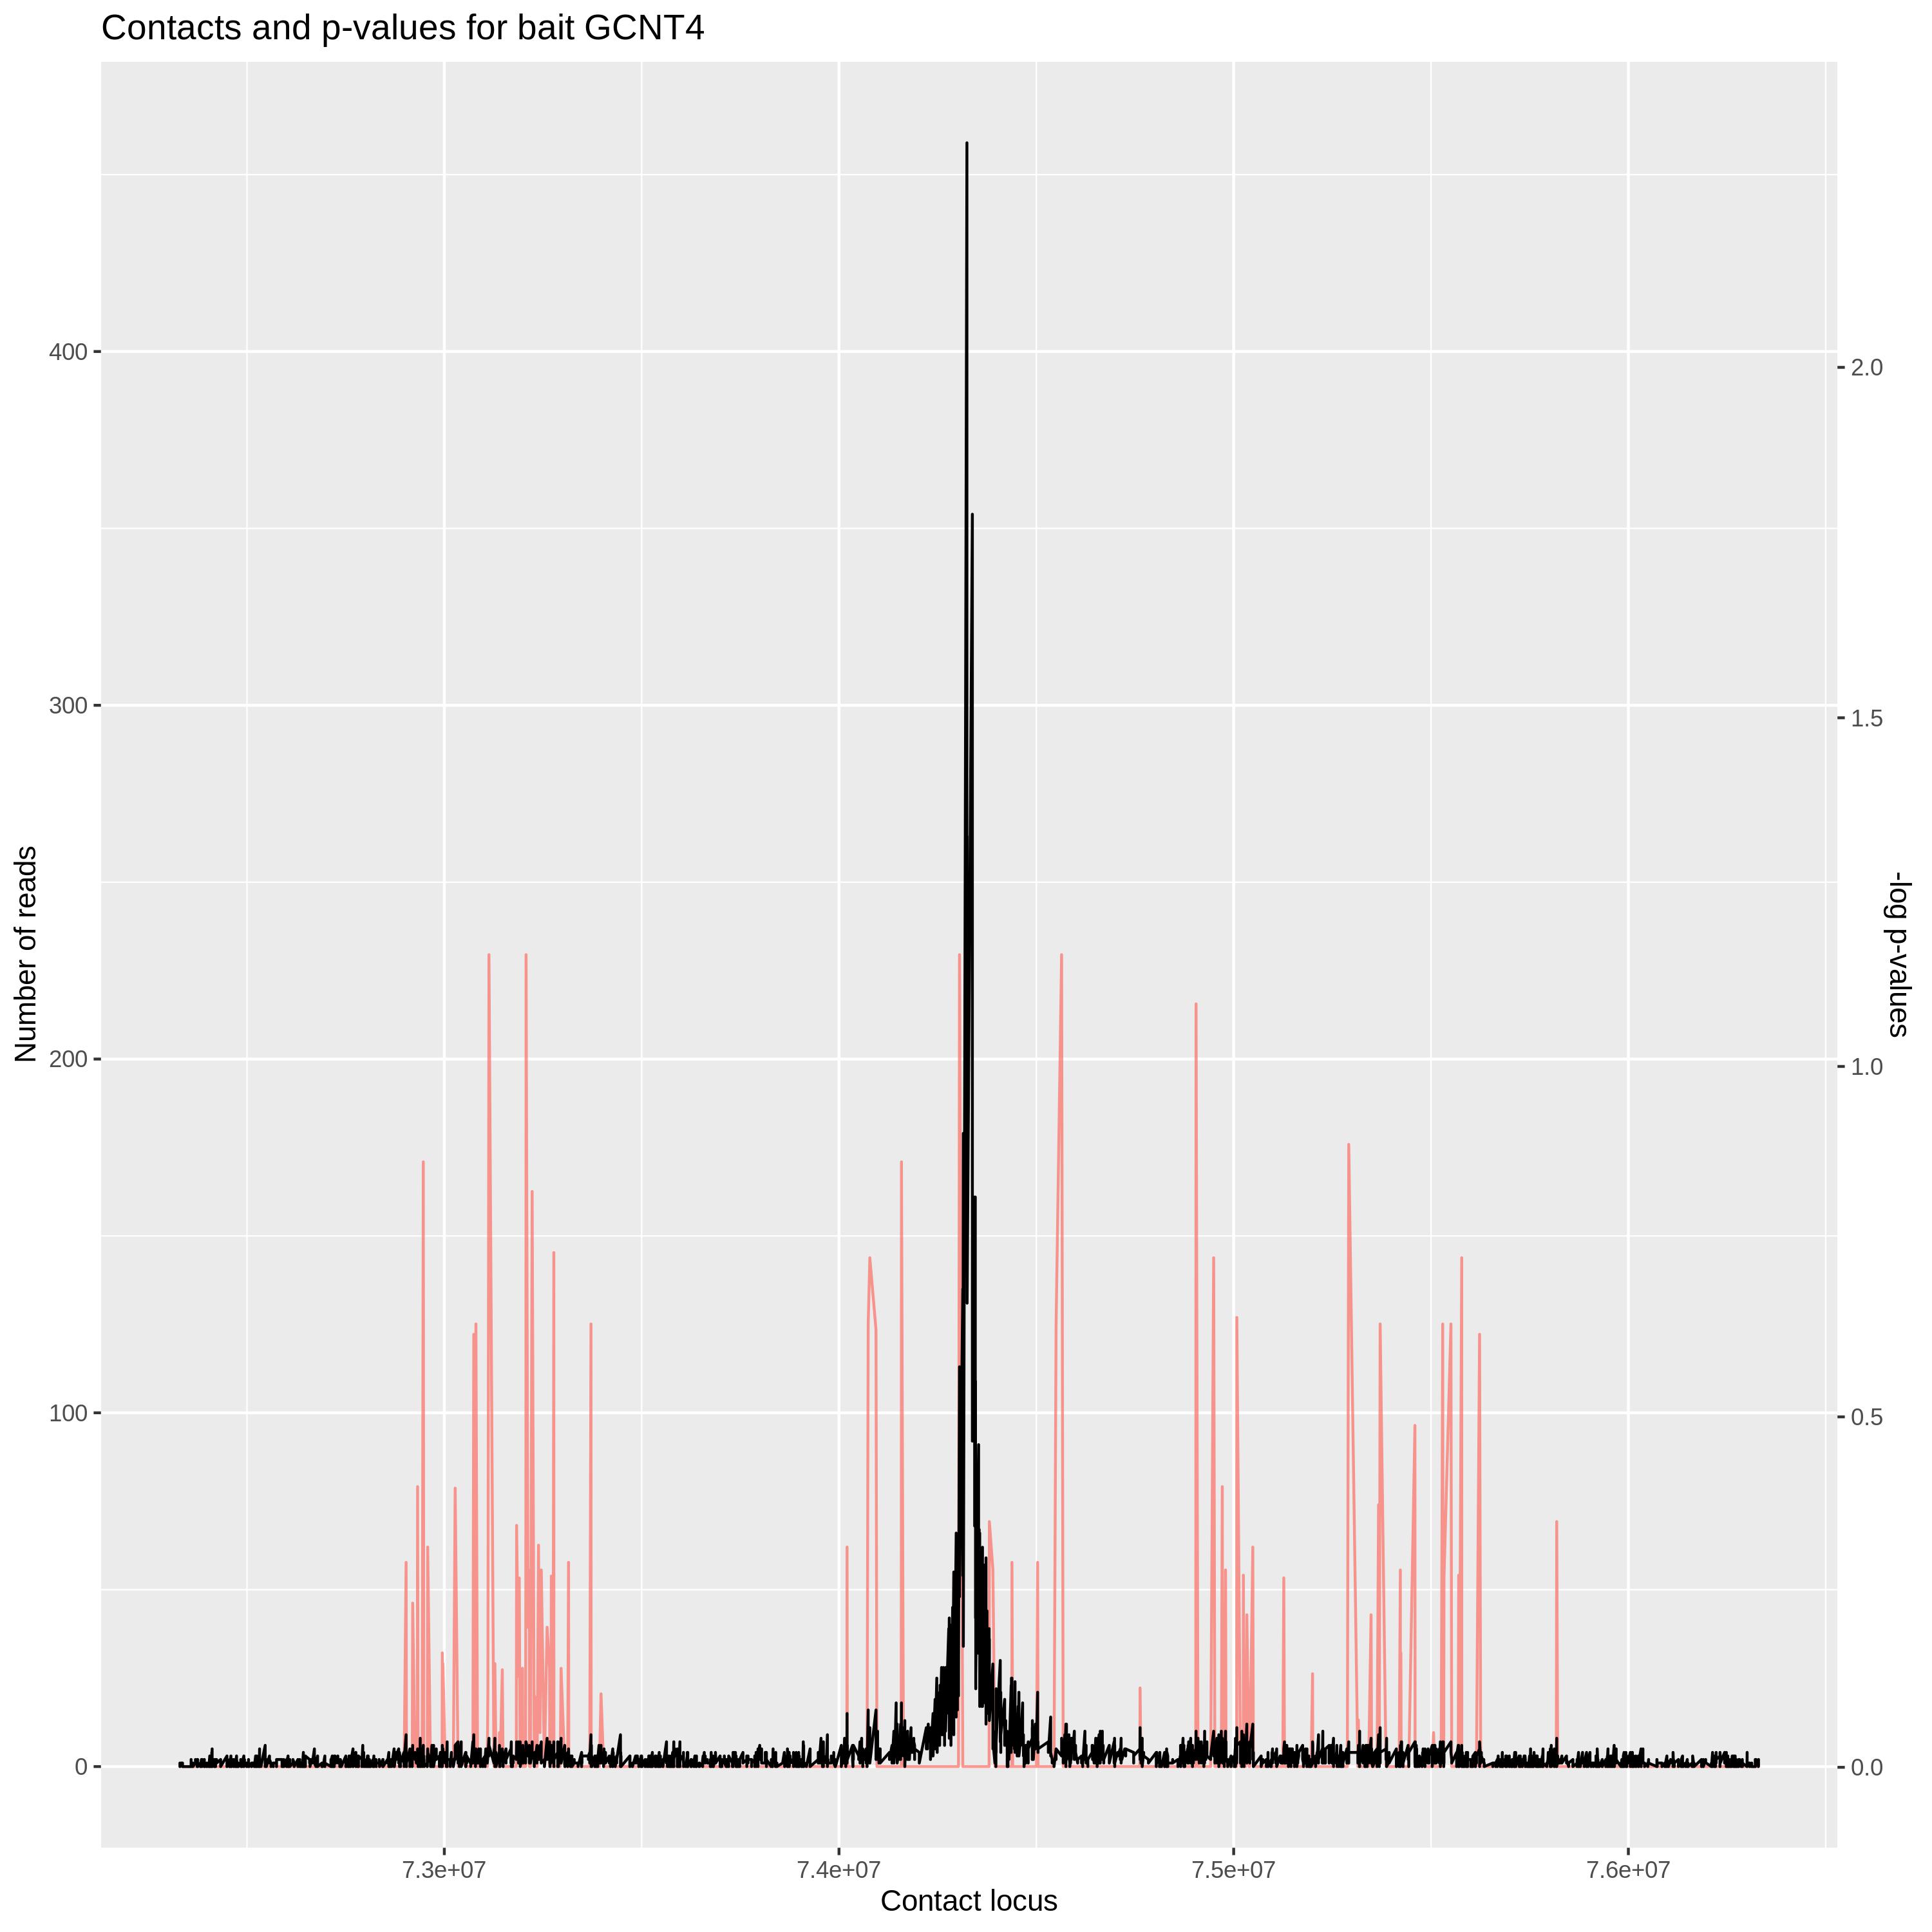 Contacts and p-values for bait GCNT4
Number of reads
400
300
200
100
0
2.0
1.5
1.0
0.5
0.0
-log p-values
7.3e+07 7.4e+07 7.5e+07 7.6e+07
Contact locus